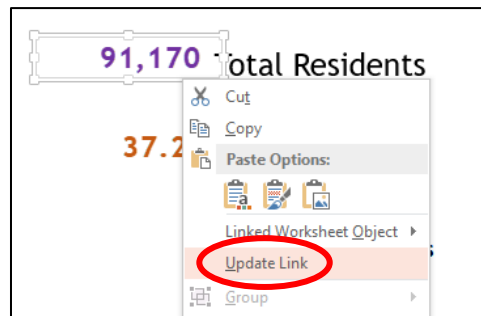 91,170 Total Residents
Cut
Copy
37.2
Paste Options:
Linked Worksheet Object
Update Link
Group